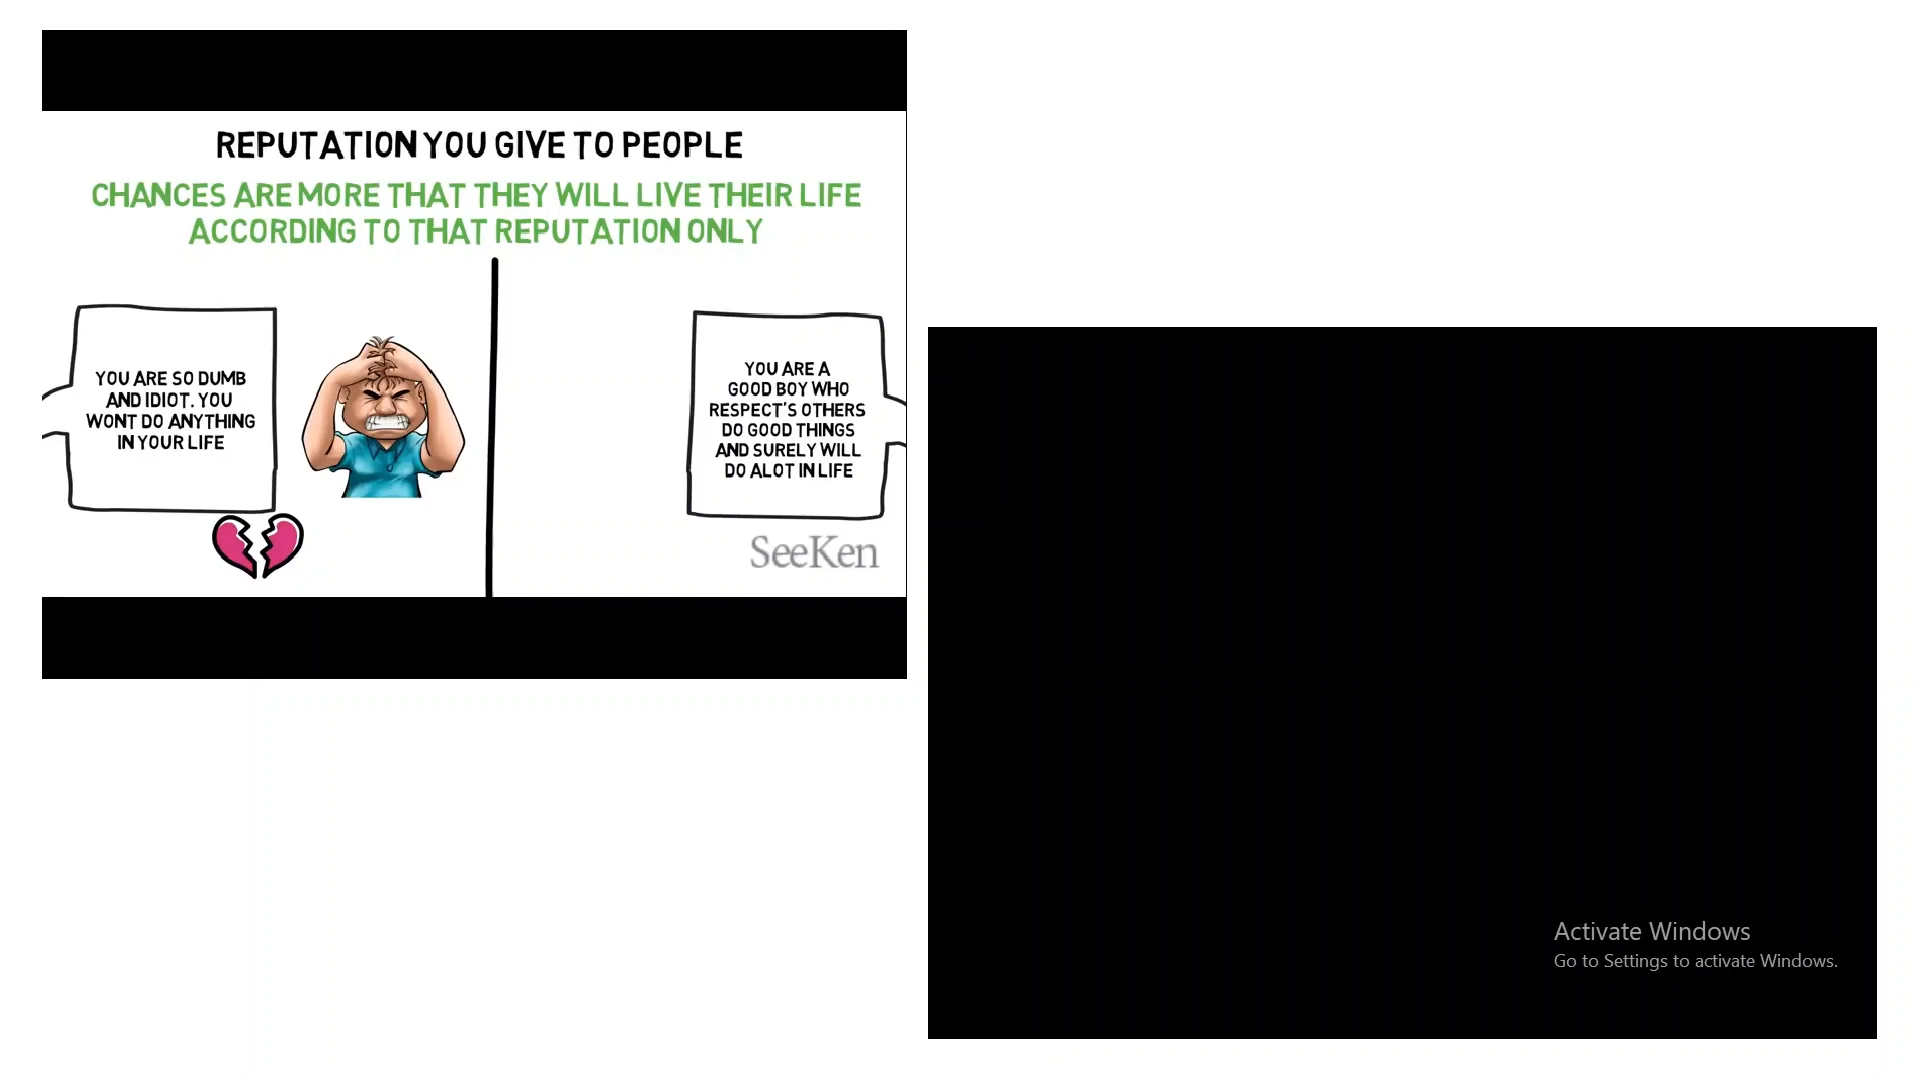 REPUTATION YOU GIVE TO PEOPLE
CHANCES ARE MORE THAT THEY WILL LIVE THEIR LIFE
ACCORDING TO THAT REPUTATION ONLY
YOU ARE SO DUMB
AND IDIOT. YOU
WONT DO ANYTHING
IN YOUR LIFE
YOU ARE A
GOOD BOY WHO
RESPECT'S OTHERS
DO GOOD THINGS
AND SURELY WILL
DO ALOT IN LIFE
SeeKen
Activate Windows
Go to Settings to activate Windows.